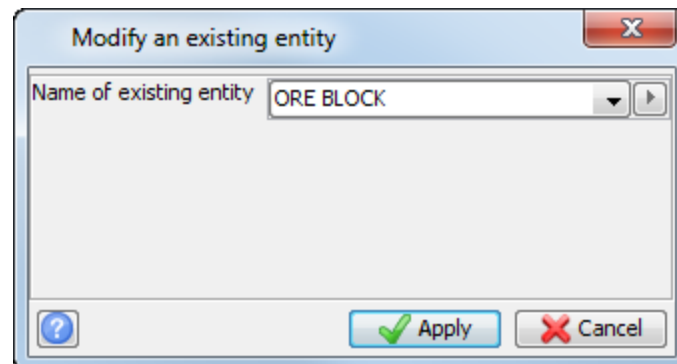 Modify an existing entity
Name of existing entity ORE BLOCK
Apply Cancel